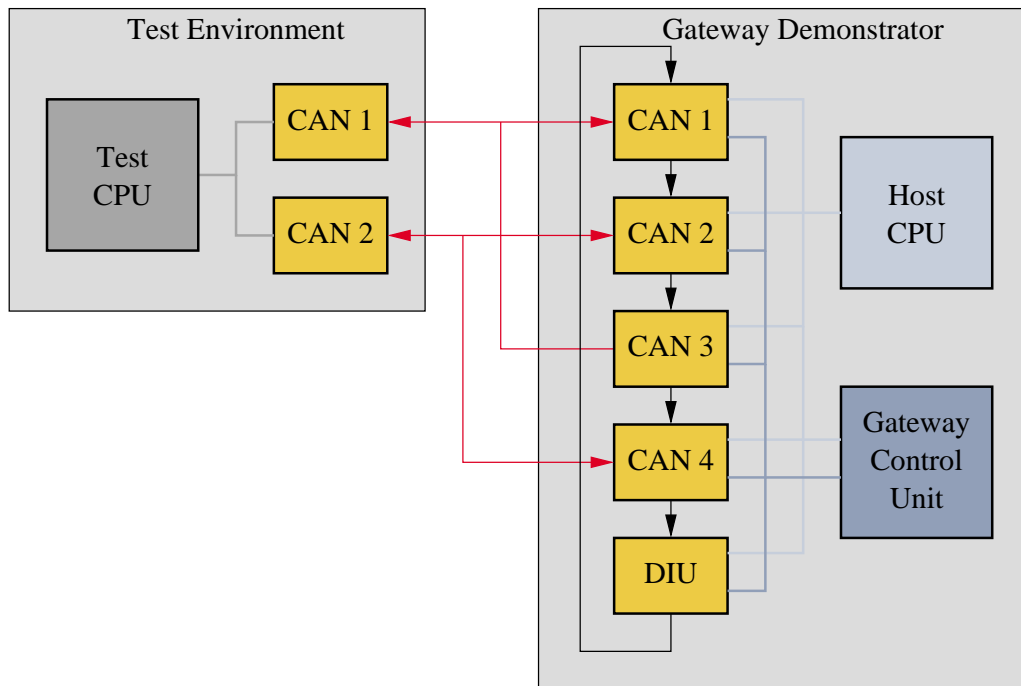 Test Environment
Test
CPU
CAN 1
CAN 2
Gateway Demonstrator
CAN 1
CAN 2
CAN 3
CAN 4
DIU
Host
CPU
Gateway
Control
Unit